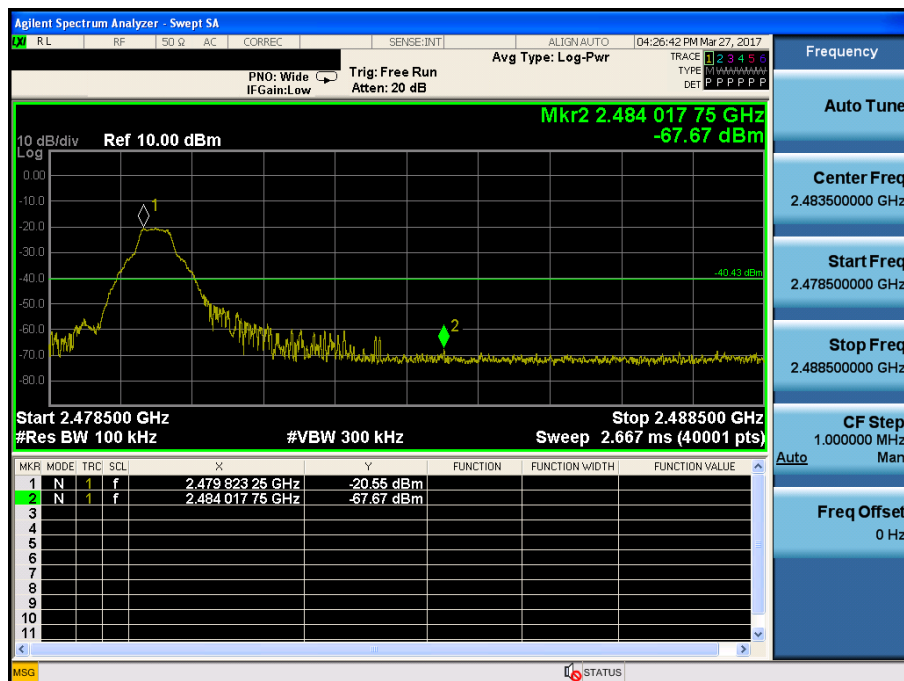 Agilent Spectrum Analyzer - Swept SA
LXI RL RF 50 Ω AC CORREC SENSE:INT ALIGN AUTO 04:26:42 PM Mar 27, 2017
Frequency
Avg Type: Log-Pwr
TRACE 1 2 3 4 5 6
PNO: Wide Trig: Free Run
TYPE M W W W W W
IFGain:Low Atten: 20 dB
DET P P P P P P
Auto Tune
Mkr2 2.484 017 75 GHz
-67.67 dBm
10 dB/div Ref 10.00 dBm
Log
0.00
-10.0
-20.0
-30.0
-40.0
-50.0
-60.0
-70.0
-80.0
1
-40.43 dBm
2
Center Freq
2.483500000 GHz
Start Freq
2.478500000 GHz
Stop Freq
2.488500000 GHz
Start 2.478500 GHz Stop 2.488500 GHz
#Res BW 100 kHz #VBW 300 kHz Sweep 2.667 ms (40001 pts)
CF Step
1.000000 MHz
Auto Man
MKR MODE TRC SCL X Y FUNCTION FUNCTION WIDTH FUNCTION VALUE
1 N 1 f 2.479 823 25 GHz -20.55 dBm
2 N 1 f 2.484 017 75 GHz -67.67 dBm
3
4
5
6
7
8
9
10
11
Freq Offset
0 Hz
MSG STATUS